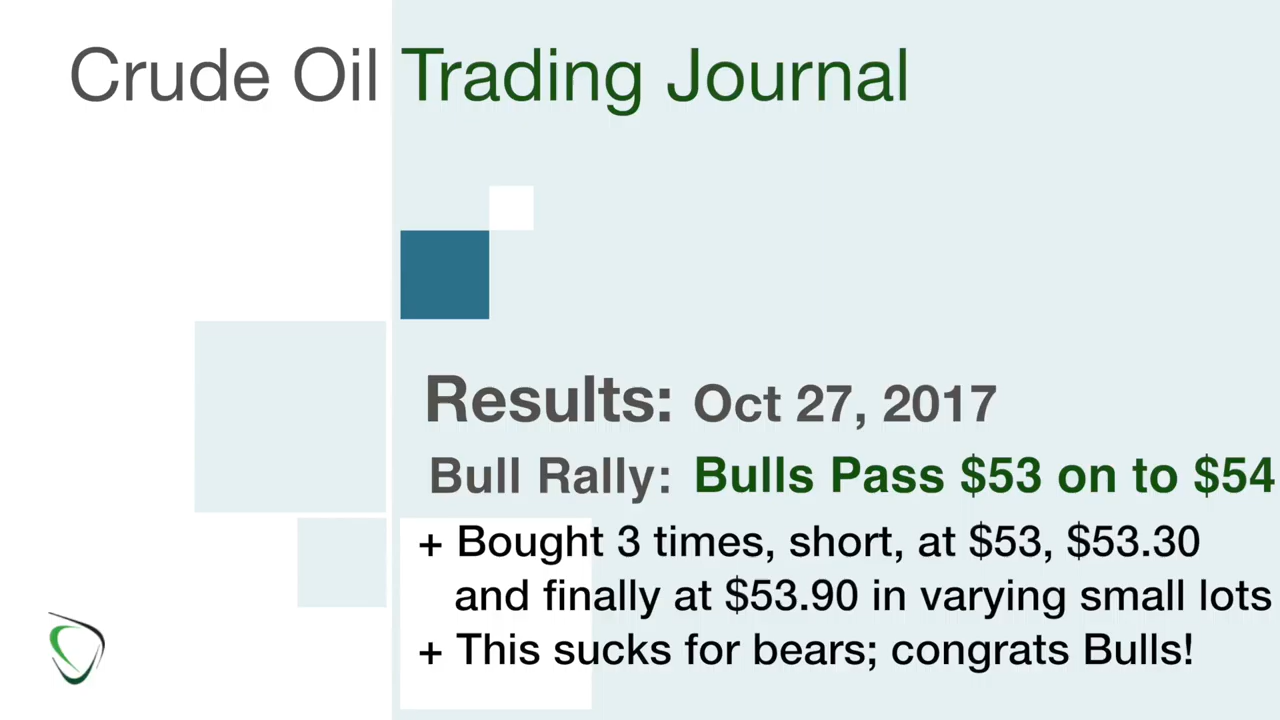 Crude Oil Trading Journal
Results: Oct 27, 2017
Bull Rally: Bulls Pass $53 on to $54
+ Bought 3 times, short, at $53, $53.30
and finally at $53.90 in varying small lots
+ This sucks for bears; congrats Bulls!